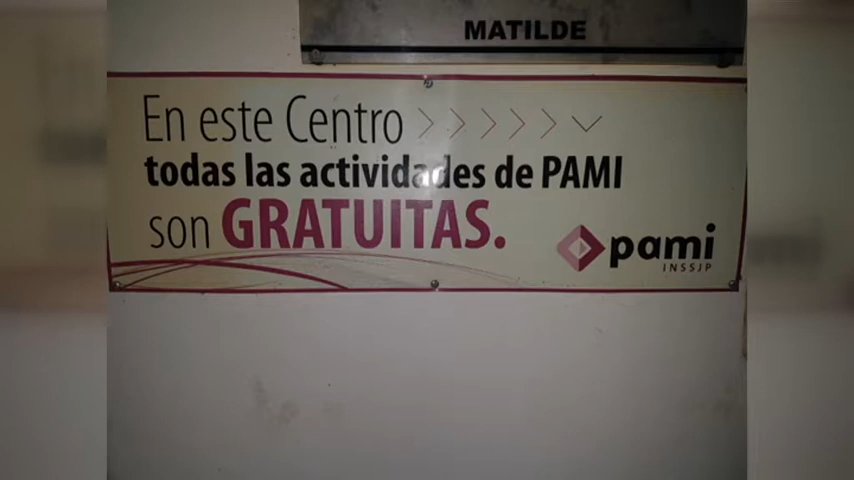 MATILDE
En este Centro
todas las actividades de PAMI
son GRATUITAS.
pami
INSSJP